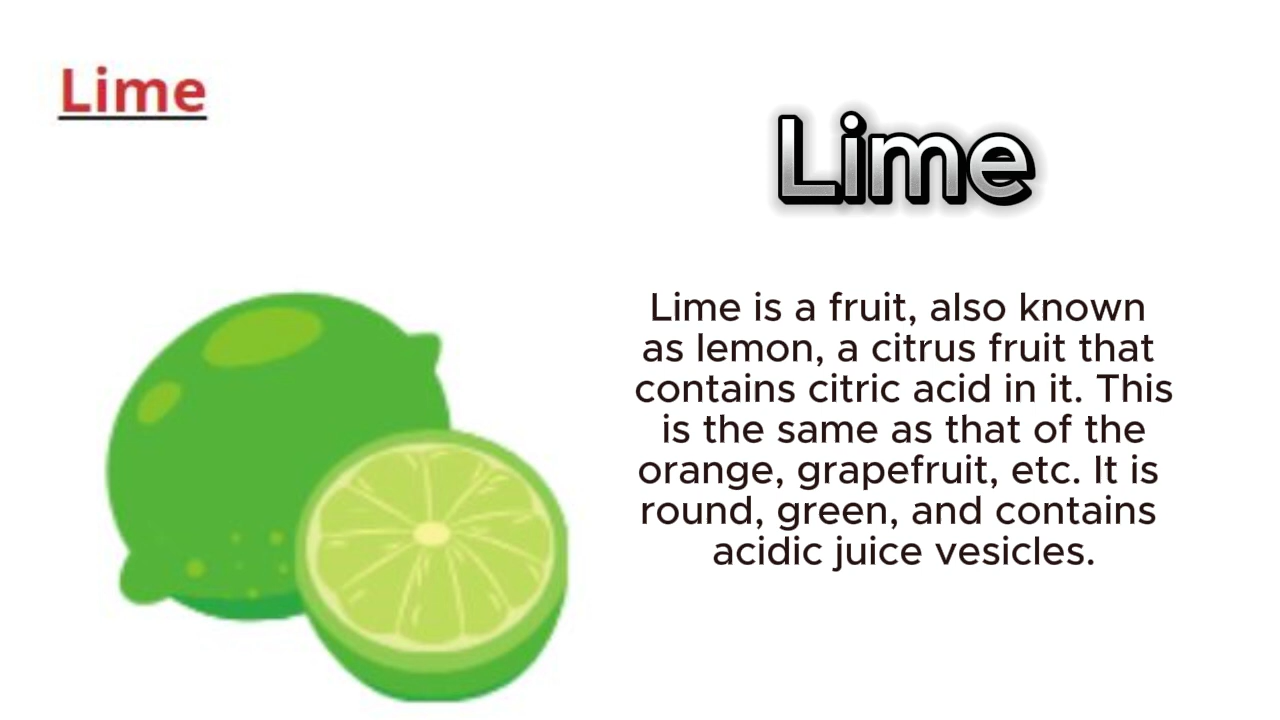 Lime
Lime
Lime is a fruit, also known
as lemon, a citrus fruit that
contains citric acid in it. This
is the same as that of the
orange, grapefruit, etc. It is
round, green, and contains
acidic juice vesicles.